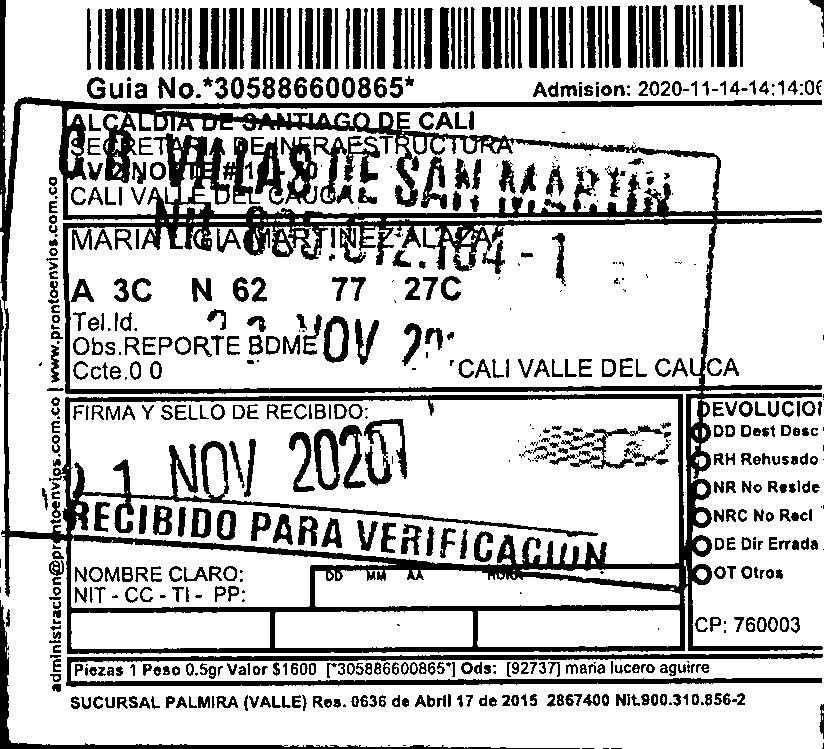 Guia No.*305886600865*
Admision: 2020-11-14-14:14:06
ALCALDIA DE SANTIAGO DE CALI
SECRETARIA DE INFRAESTRUCTURA
CALI VALLE DEL CAUCA
VILLAS DE SAN MARTIN
Nit.
MARIA LIGIA MARTINEZ ALAZA
A 3C N 62 77 27C
Tel.Id.
Obs.REPORTE BDME
NOV
Ccte.0 0
CALI VALLE DEL CAUCA
www.prontoenvios.com.co
administracion@prontoenvios.com.co
FIRMA Y SELLO DE RECIBIDO:
NOV 2020
RECIBIDO PARA VERIFICACION
NOMBRE CLARO:
NIT - CC - TI - PP:
DD MM AA HORA
DEVOLUCION
DD Dest Desc
RH Rehusado
NR No Reside
NRC No Recl
DE Dir Errada
OT Otros
CP: 760003
Piezas 1 Peso 0.5gr Valor $1600 [*305886600865*] Ods: [92737] maria lucero aguirre
SUCURSAL PALMIRA (VALLE) Res. 0636 de Abril 17 de 2015 2867400 Nit.900.310.856-2